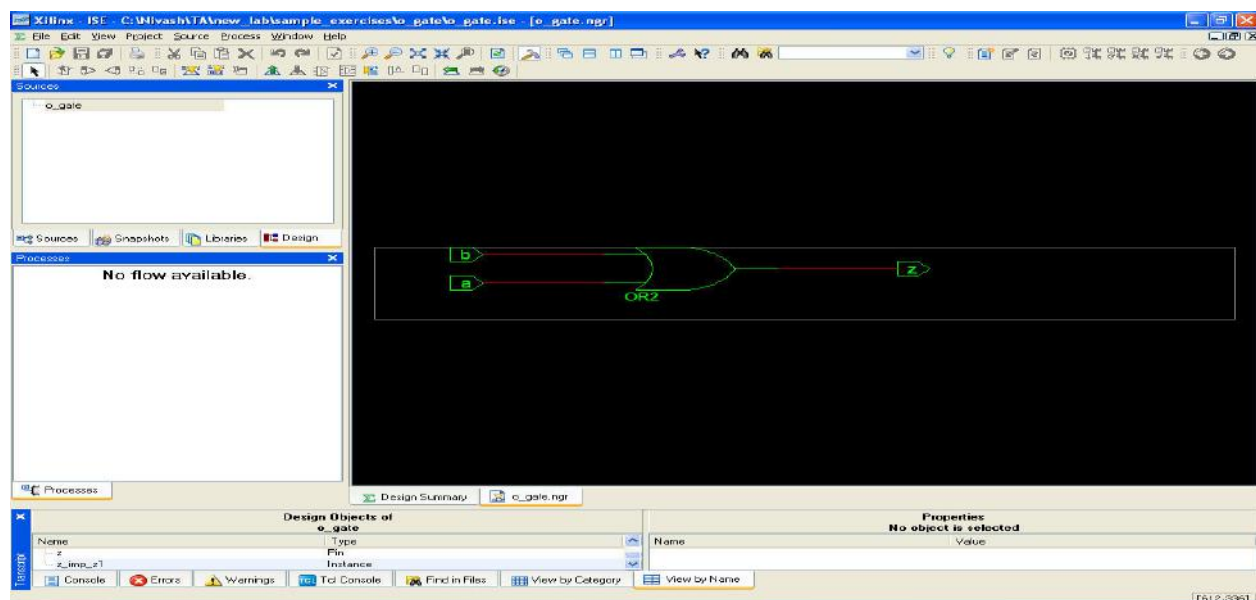 Xilinx - ISE - C:\Nivash\TA\new_lab\sample_exercises\o_gate\o_gate.ise - [o_gate.ngr]
File Edit View Project Source Process Window Help
Sources
o_gate
Sources Snapshots Libraries Design
Processes
No flow available.
b
a
OR2
z
Processes
Design Summary o_gate.ngr
Design Objects of
o_gate
Properties
No object is selected
Name Type Name Value
z Pin
z_imp_z1 Instance
Transcript
Console Errors Warnings Tcl Console Find in Files View by Category View by Name
[612,-336]